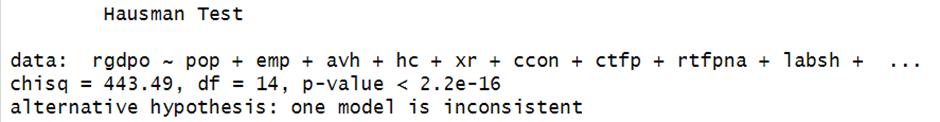 Hausman Test
data:  rgdpo ~ pop + emp + avh + hc + xr + ccon + ctfp + rtfpna + labsh +  ...
chisq = 443.49, df = 14, p-value < 2.2e-16
alternative hypothesis: one model is inconsistent